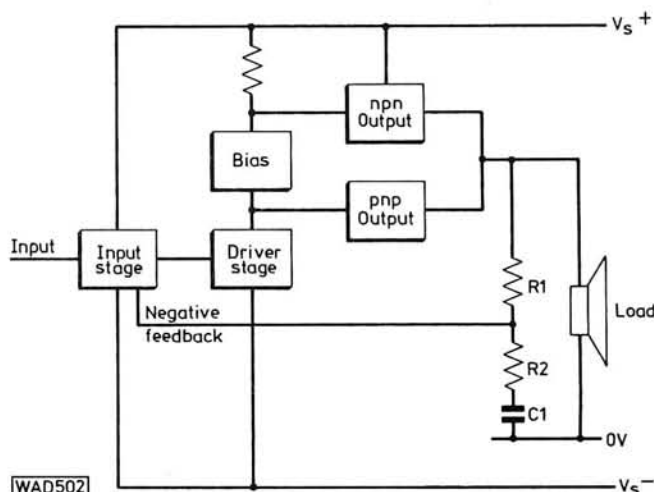 Vs+
npn
Output
Bias
pnp
Output
Input
Input
stage
Driver
stage
R1
Load
Negative
feedback
R2
C1
0V
WAD502
Vs−